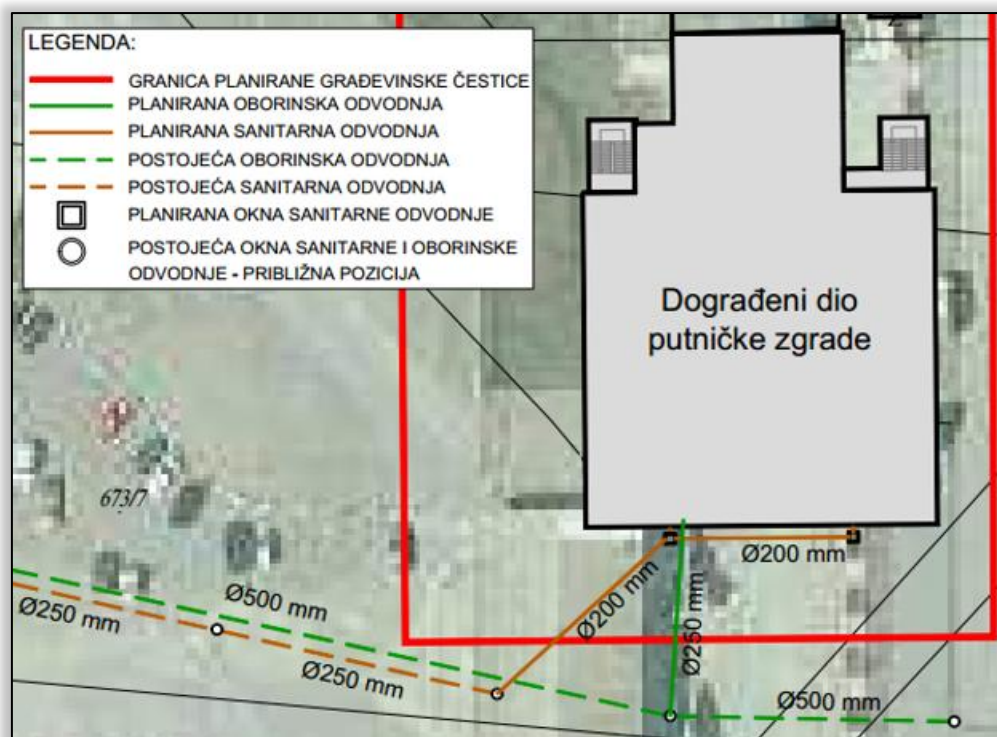 LEGENDA:
GRANICA PLANIRANE GRAĐEVINSKE ČESTICE
PLANIRANA OBORINSKA ODVODNJA
PLANIRANA SANITARNA ODVODNJA
POSTOJEĆA OBORINSKA ODVODNJA
POSTOJEĆA SANITARNA ODVODNJA
PLANIRANA OKNA SANITARNE ODVODNJE
POSTOJEĆA OKNA SANITARNE I OBORINSKE
ODVODNJE - PRIBLIŽNA POZICIJA
Dograđeni dio
putničke zgrade
673/7
Ø200 mm
Ø200 mm
Ø250 mm
Ø500 mm
Ø250 mm
Ø250 mm
Ø500 mm